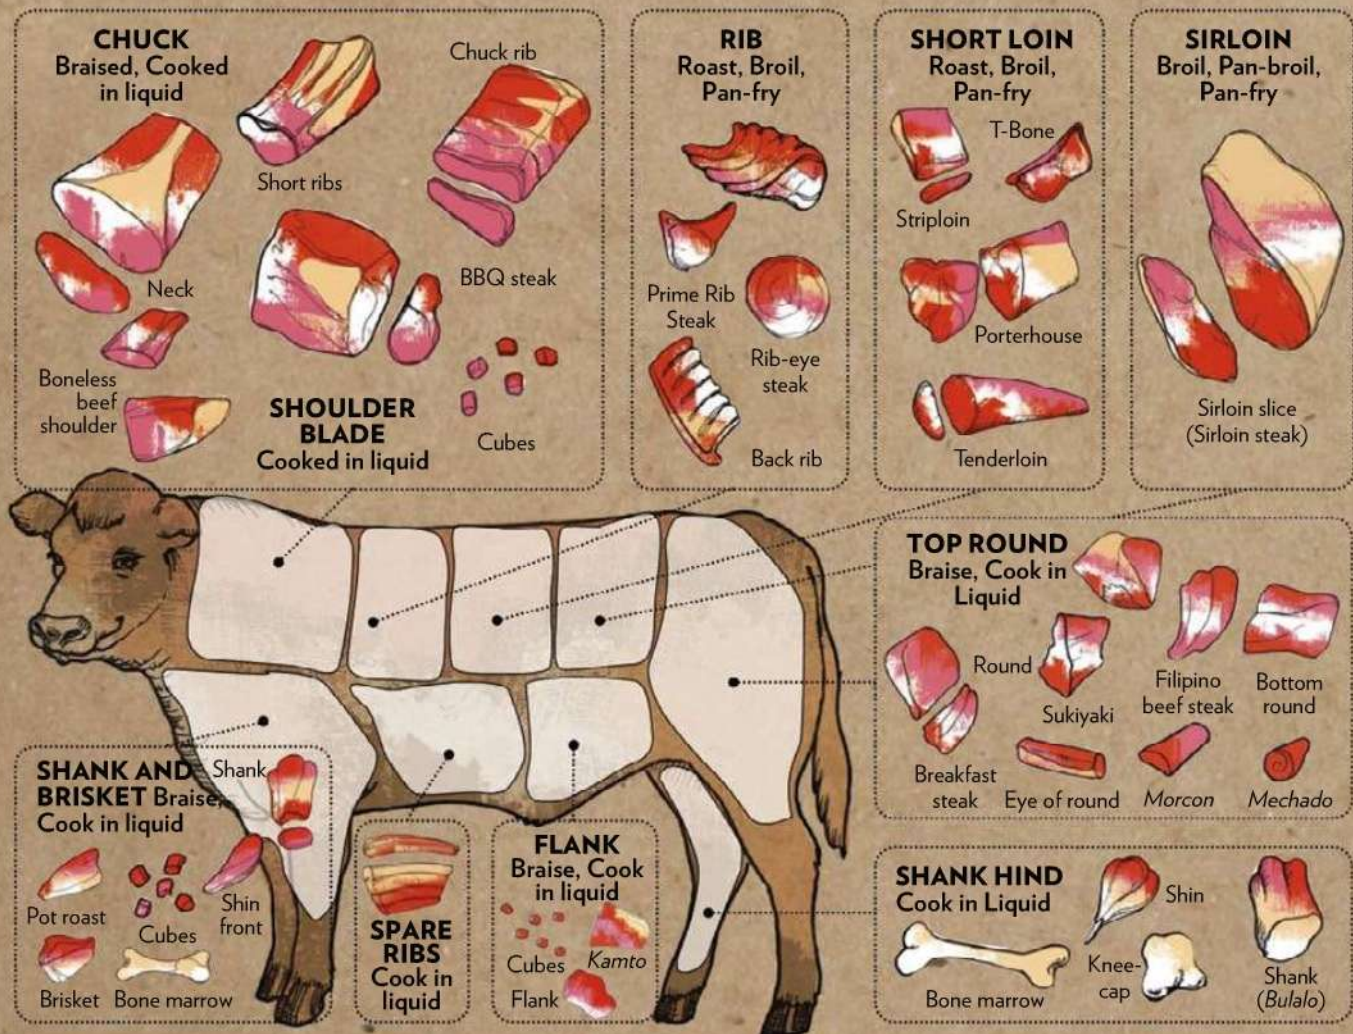 CHUCK
Braised, Cooked
in liquid
Short ribs
Chuck rib
Neck
BBQ steak
Boneless
beef
shoulder
SHOULDER
BLADE
Cooked in liquid
Cubes
RIB
Roast, Broil,
Pan-fry
Prime Rib
Steak
Rib-eye
steak
Back rib
SHORT LOIN
Roast, Broil,
Pan-fry
T-Bone
Striploin
Porterhouse
Tenderloin
SIRLOIN
Broil, Pan-broil,
Pan-fry
Sirloin slice
(Sirloin steak)
TOP ROUND
Braise, Cook in
Liquid
Round
Sukiyaki
Filipino
beef steak
Bottom
round
Breakfast
steak
Eye of round
Morcon
Mechado
SHANK AND
BRISKET Braise,
Cook in liquid
Shank
Pot roast
Cubes
Shin
front
Brisket
Bone marrow
SPARE
RIBS
Cook in
liquid
FLANK
Braise, Cook
in liquid
Cubes
Kamto
Flank
SHANK HIND
Cook in Liquid
Shin
Bone marrow
Knee-
cap
Shank
(Bulalo)